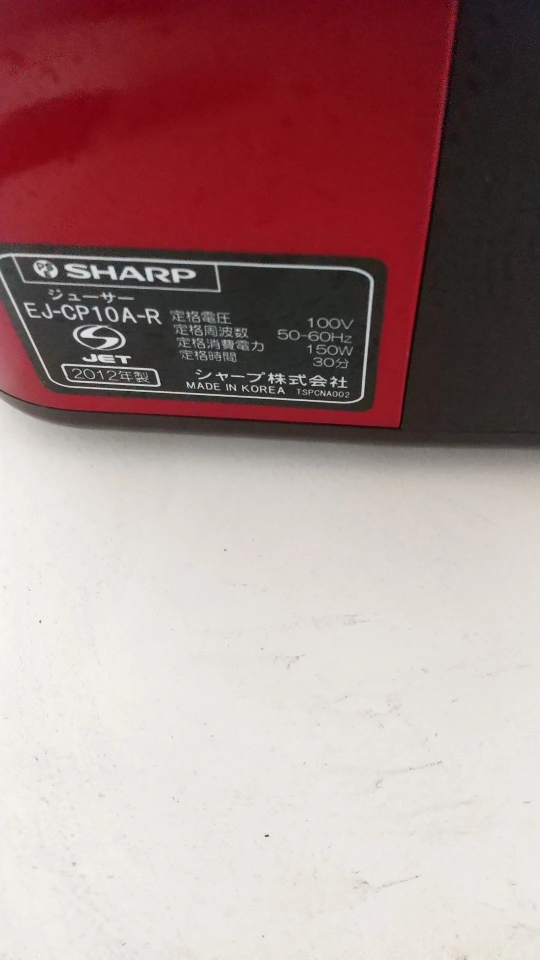 SHARP
ジューサー
EJ-CP10A-R
定格電圧 100V
定格周波数 50-60Hz
定格消費電力 150W
定格時間 30分
JET
2012年製
シャープ株式会社
MADE IN KOREA TSPCNA002